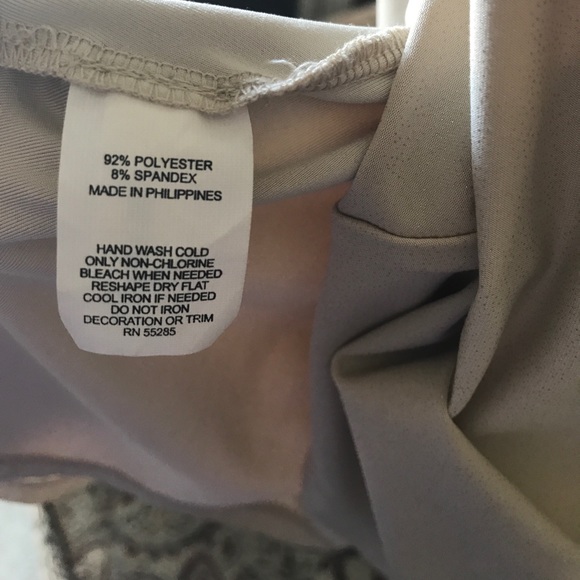 92% POLYESTER
8% SPANDEX
MADE IN PHILIPPINES
HAND WASH COLD
ONLY NON-CHLORINE
BLEACH WHEN NEEDED
RESHAPE DRY FLAT
COOL IRON IF NEEDED
DO NOT IRON
DECORATION OR TRIM
RN 55285